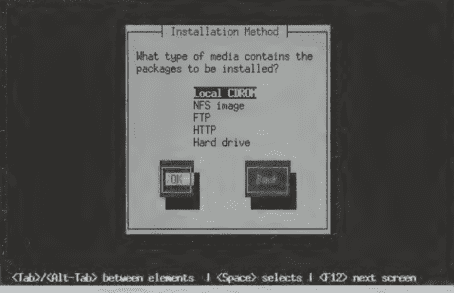 Installation Method
What type of media contains the
packages to be installed?
Local CDROM
NFS image
FTP
HTTP
Hard drive
OK
Back
<Tab>/<Alt-Tab> between elements | <Space> selects | <F12> next screen